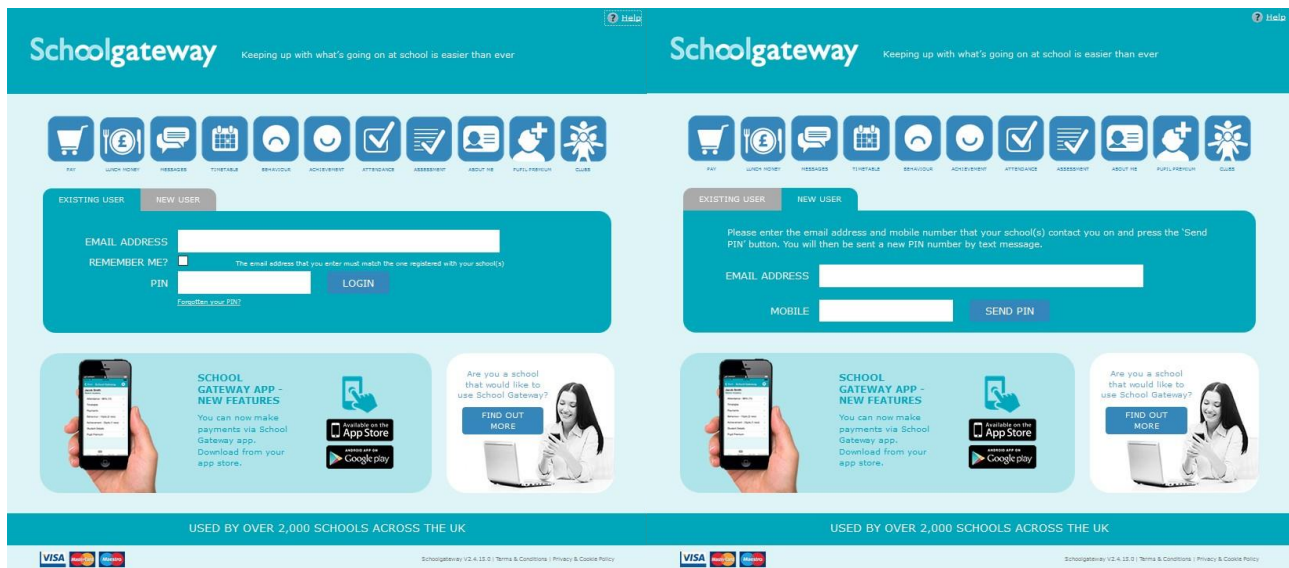 Help
Schoolgateway Keeping up with what's going on at school is easier than ever
PAY LUNCH MONEY MESSAGES TIMETABLE BEHAVIOUR ACHIEVEMENT ATTENDANCE ASSESSMENT ABOUT ME PUPIL PREMIUM CLUBS
EXISTING USER NEW USER
EMAIL ADDRESS
REMEMBER ME? The email address that you enter must match the one registered with your school(s)
PIN LOGIN
Forgotten your PIN?
SCHOOL
GATEWAY APP -
NEW FEATURES
You can now make
payments via School
Gateway app.
Download from your
app store.
Available on the
App Store
ANDROID APP ON
Google play
Are you a school
that would like to
use School Gateway?
FIND OUT
MORE
USED BY OVER 2,000 SCHOOLS ACROSS THE UK
VISA MasterCard Maestro
Schoolgateway V2.4.15.0 | Terms & Conditions | Privacy & Cookie Policy
Help
Schoolgateway Keeping up with what's going on at school is easier than ever
PAY LUNCH MONEY MESSAGES TIMETABLE BEHAVIOUR ACHIEVEMENT ATTENDANCE ASSESSMENT ABOUT ME PUPIL PREMIUM CLUBS
EXISTING USER NEW USER
Please enter the email address and mobile number that your school(s) contact you on and press the 'Send
PIN' button. You will then be sent a new PIN number by text message.
EMAIL ADDRESS
MOBILE SEND PIN
SCHOOL
GATEWAY APP -
NEW FEATURES
You can now make
payments via School
Gateway app.
Download from your
app store.
Available on the
App Store
ANDROID APP ON
Google play
Are you a school
that would like to
use School Gateway?
FIND OUT
MORE
USED BY OVER 2,000 SCHOOLS ACROSS THE UK
VISA MasterCard Maestro
Schoolgateway V2.4.15.0 | Terms & Conditions | Privacy & Cookie Policy